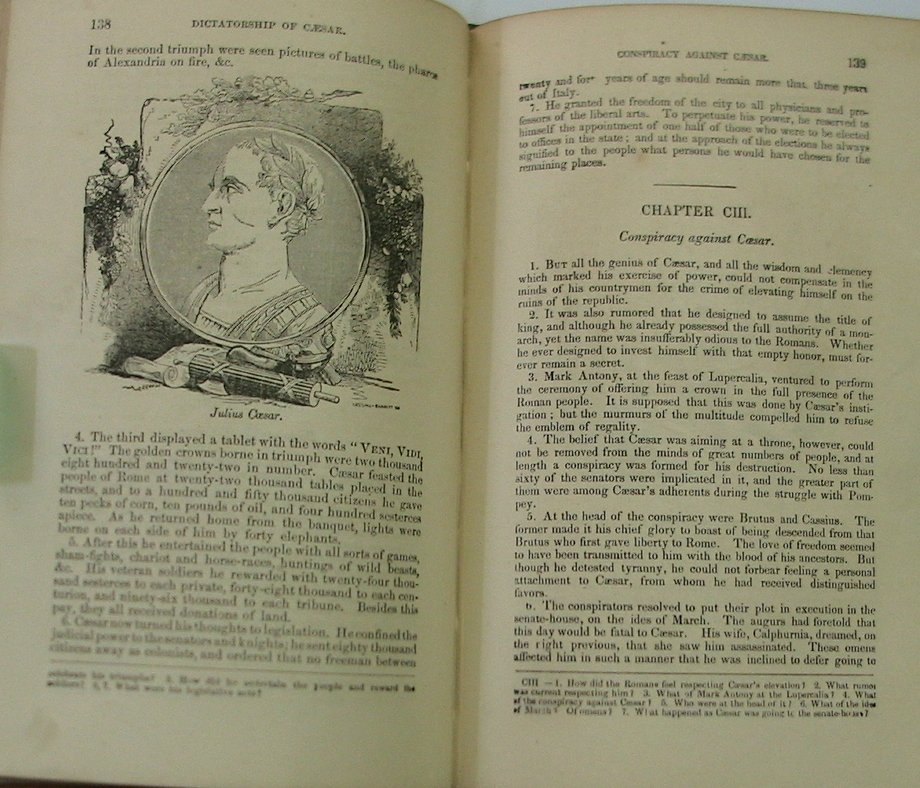 138 DICTATORSHIP OF CÆSAR.
In the second triumph were seen pictures of battles, the pharos
of Alexandria on fire, &c.
Julius Cæsar.
4. The third displayed a tablet with the words "VENI, VIDI,
VICI!" The golden crowns borne in triumph were two thousand
eight hundred and twenty-two in number. Cæsar feasted the
people of Rome at twenty-two thousand tables placed in the
streets, and to a hundred and fifty thousand citizens he gave
ten pecks of corn, ten pounds of oil, and four hundred sesterces
apiece. As he returned home from the banquet, lights were
borne on each side of him by forty elephants.
5. After this he entertained the people with all sorts of games,
sham-fights, chariot and horse-races, huntings of wild beasts,
&c. His veteran soldiers he rewarded with twenty-four thou-
sand sesterces to each private, forty-eight thousand to each cen-
turion, and ninety-six thousand to each tribune. Besides this
pay, they all received donations of land.
6. Cæsar now turned his thoughts to legislation. He confined the
judicial power to the senators and knights; he sent eighty thousand
citizens away as colonists, and ordered that no freeman between
celebrate his triumphs? 5. How did he entertain the people and reward the
soldiers? 6, 7. What were his legislative acts?
CONSPIRACY AGAINST CÆSAR. 139
twenty and for* years of age should remain more that three years
out of Italy.
7. He granted the freedom of the city to all physicians and pro-
fessors of the liberal arts. To perpetuate his power, he reserved to
himself the appointment of one half of those who were to be elected
to offices in the state; and at the approach of the elections he always
signified to the people what persons he would have chosen for the
remaining places.
CHAPTER CIII.
Conspiracy against Cæsar.
1. BUT all the genius of Cæsar, and all the wisdom and clemency
which marked his exercise of power, could not compensate in the
minds of his countrymen for the crime of elevating himself on the
ruins of the republic.
2. It was also rumored that he designed to assume the title of
king, and although he already possessed the full authority of a mon-
arch, yet the name was insufferably odious to the Romans. Whether
he ever designed to invest himself with that empty honor, must for-
ever remain a secret.
3. Mark Antony, at the feast of Lupercalia, ventured to perform
the ceremony of offering him a crown in the full presence of the
Roman people. It is supposed that this was done by Cæsar's insti-
gation; but the murmurs of the multitude compelled him to refuse
the emblem of regality.
4. The belief that Cæsar was aiming at a throne, however, could
not be removed from the minds of great numbers of people, and at
length a conspiracy was formed for his destruction. No less than
sixty of the senators were implicated in it, and the greater part of
them were among Cæsar's adherents during the struggle with Pom-
pey.
5. At the head of the conspiracy were Brutus and Cassius. The
former made it his chief glory to boast of being descended from that
Brutus who first gave liberty to Rome. The love of freedom seemed
to have been transmitted to him with the blood of his ancestors. But
though he detested tyranny, he could not forbear feeling a personal
attachment to Cæsar, from whom he had received distinguished
favors.
6. The conspirators resolved to put their plot in execution in the
senate-house, on the ides of March. The augurs had foretold that
this day would be fatal to Cæsar. His wife, Calphurnia, dreamed, on
the right previous, that she saw him assassinated. These omens
affected him in such a manner that he was inclined to defer going to
CIII.—1. How did the Romans feel respecting Cæsar's elevation? 2. What rumor
was current respecting him? 3. What of Mark Antony at the Lupercalia? 4. What
of the conspiracy against Cæsar? 5. Who were at the head of it? 6. What of the ides
of March? Of omens? 7. What happened as Cæsar was going to the senate-house?